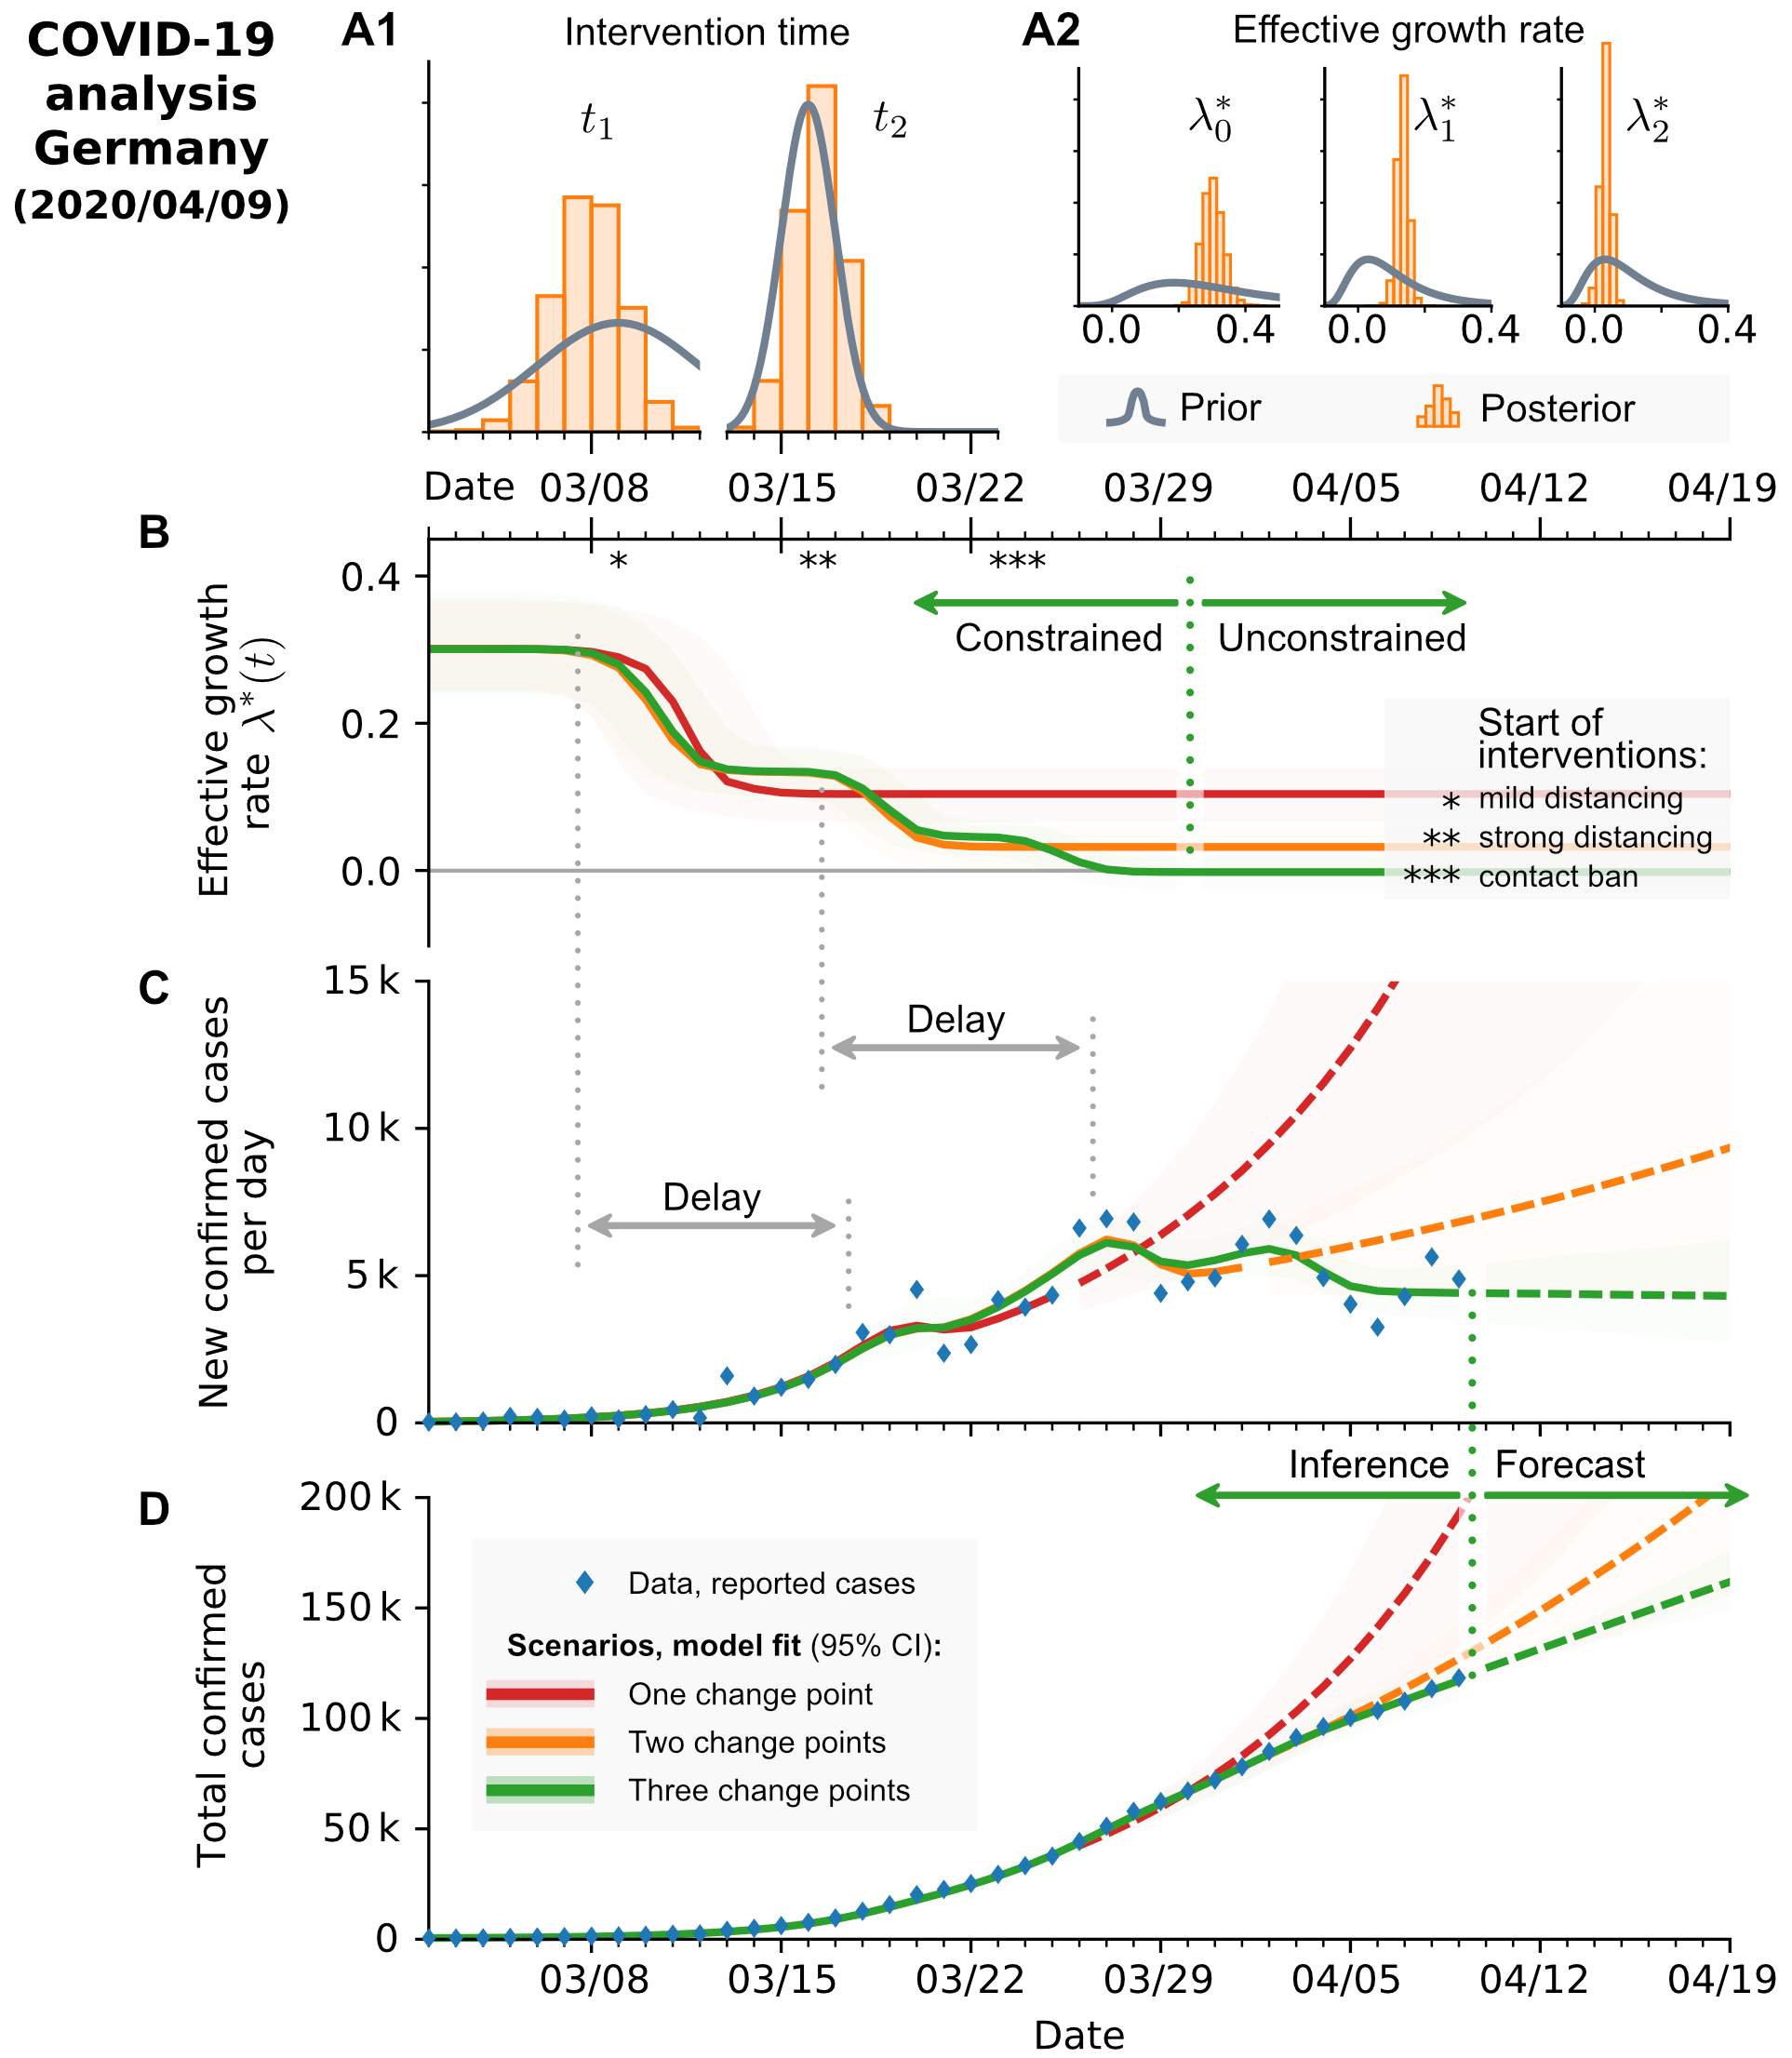 COVID-19
analysis
Germany
(2020/04/09)
A1
Intervention time
t₁
t₂
A2
Effective growth rate
λ*₀
λ*₁
λ*₂
0.0 0.4
0.0 0.4
0.0 0.4
Prior
Posterior
Date 03/08 03/15 03/22 03/29 04/05 04/12 04/19
B
Effective growth
rate λ*(t)
0.4
0.2
0.0
*
**
***
Constrained
Unconstrained
Start of
interventions:
* mild distancing
** strong distancing
*** contact ban
C
New confirmed cases
per day
15 k
10 k
5 k
0
Delay
Delay
Inference
Forecast
D
Total confirmed
cases
200 k
150 k
100 k
50 k
0
Data, reported cases
Scenarios, model fit (95% CI):
One change point
Two change points
Three change points
03/08 03/15 03/22 03/29 04/05 04/12 04/19
Date